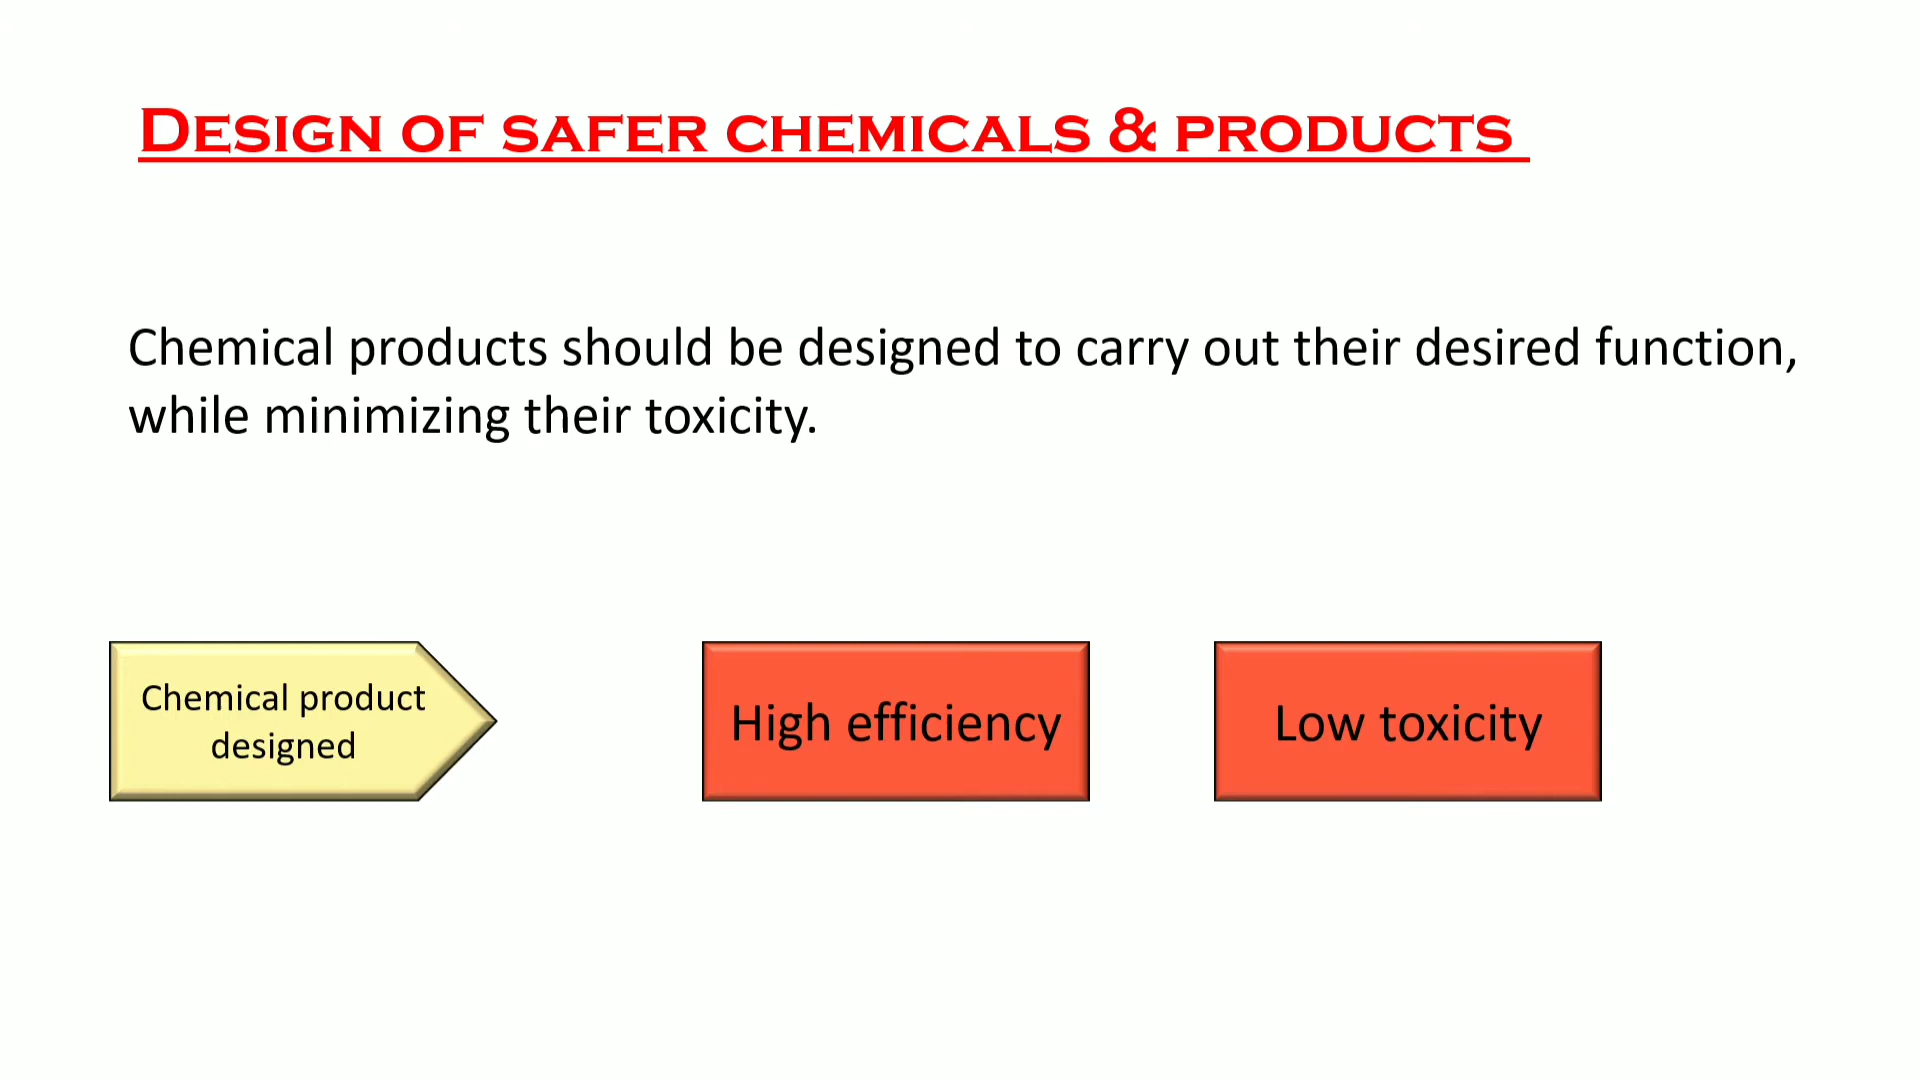 Design of safer chemicals & products
Chemical products should be designed to carry out their desired function,
while minimizing their toxicity.
Chemical product
designed
High efficiency
Low toxicity